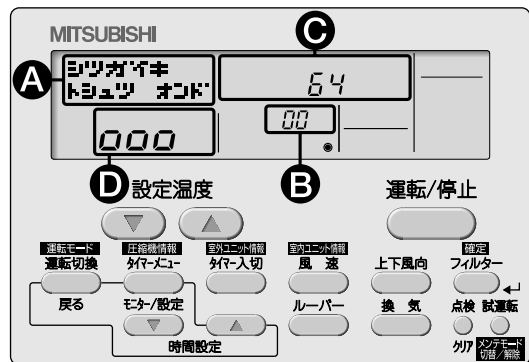 MITSUBISHI
C
A
シツガイキ
トシュツ オンド
64
00
000
D
B
設定温度
運転/停止
運転モード
圧縮機情報
室外ユニット情報
室内ユニット情報
確定
運転切換
タイマーメニュー
タイマー入切
風 速
上下風向
フィルター
戻る
モニター/設定
ルーバー
換 気
点検 試運転
時間設定
クリア
メンテモード
切替/解除